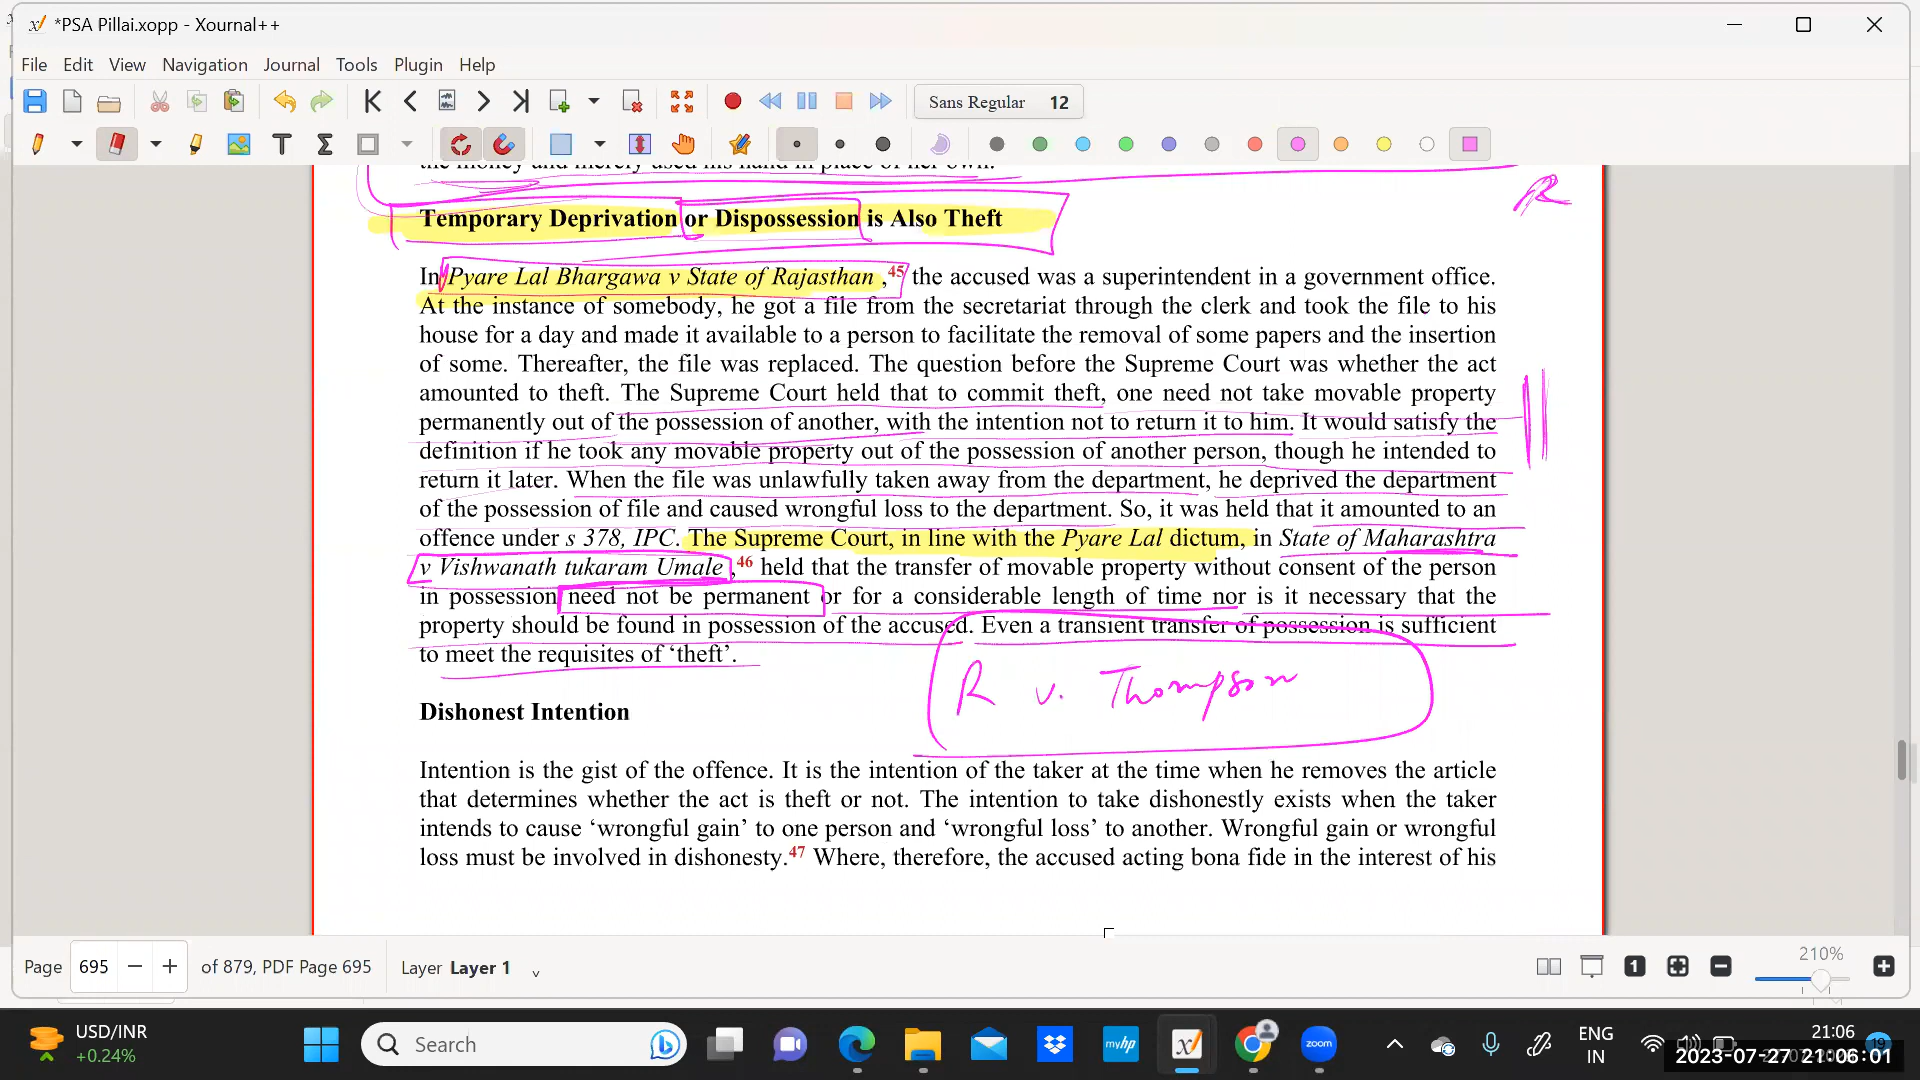 *PSA Pillai.xopp - Xournal++
File Edit View Navigation Journal Tools Plugin Help
Sans Regular 12
the money and merely used his hand in place of her own.
R
Temporary Deprivation or Dispossession is Also Theft
In Pyare Lal Bhargawa v State of Rajasthan,45 the accused was a superintendent in a government office.
At the instance of somebody, he got a file from the secretariat through the clerk and took the file to his
house for a day and made it available to a person to facilitate the removal of some papers and the insertion
of some. Thereafter, the file was replaced. The question before the Supreme Court was whether the act
amounted to theft. The Supreme Court held that to commit theft, one need not take movable property
permanently out of the possession of another, with the intention not to return it to him. It would satisfy the
definition if he took any movable property out of the possession of another person, though he intended to
return it later. When the file was unlawfully taken away from the department, he deprived the department
of the possession of file and caused wrongful loss to the department. So, it was held that it amounted to an
offence under s 378, IPC. The Supreme Court, in line with the Pyare Lal dictum, in State of Maharashtra
v Vishwanath tukaram Umale,46 held that the transfer of movable property without consent of the person
in possession need not be permanent or for a considerable length of time nor is it necessary that the
property should be found in possession of the accused. Even a transient transfer of possession is sufficient
to meet the requisites of ‘theft’.
R v. Thompson
Dishonest Intention
Intention is the gist of the offence. It is the intention of the taker at the time when he removes the article
that determines whether the act is theft or not. The intention to take dishonestly exists when the taker
intends to cause ‘wrongful gain’ to one person and ‘wrongful loss’ to another. Wrongful gain or wrongful
loss must be involved in dishonesty.47 Where, therefore, the accused acting bona fide in the interest of his
Page 695 of 879, PDF Page 695 Layer Layer 1 210%
USD/INR
+0.24%
Search
myhp
zoom
ENG
IN
21:06
19
2023-07-27 21:06:01